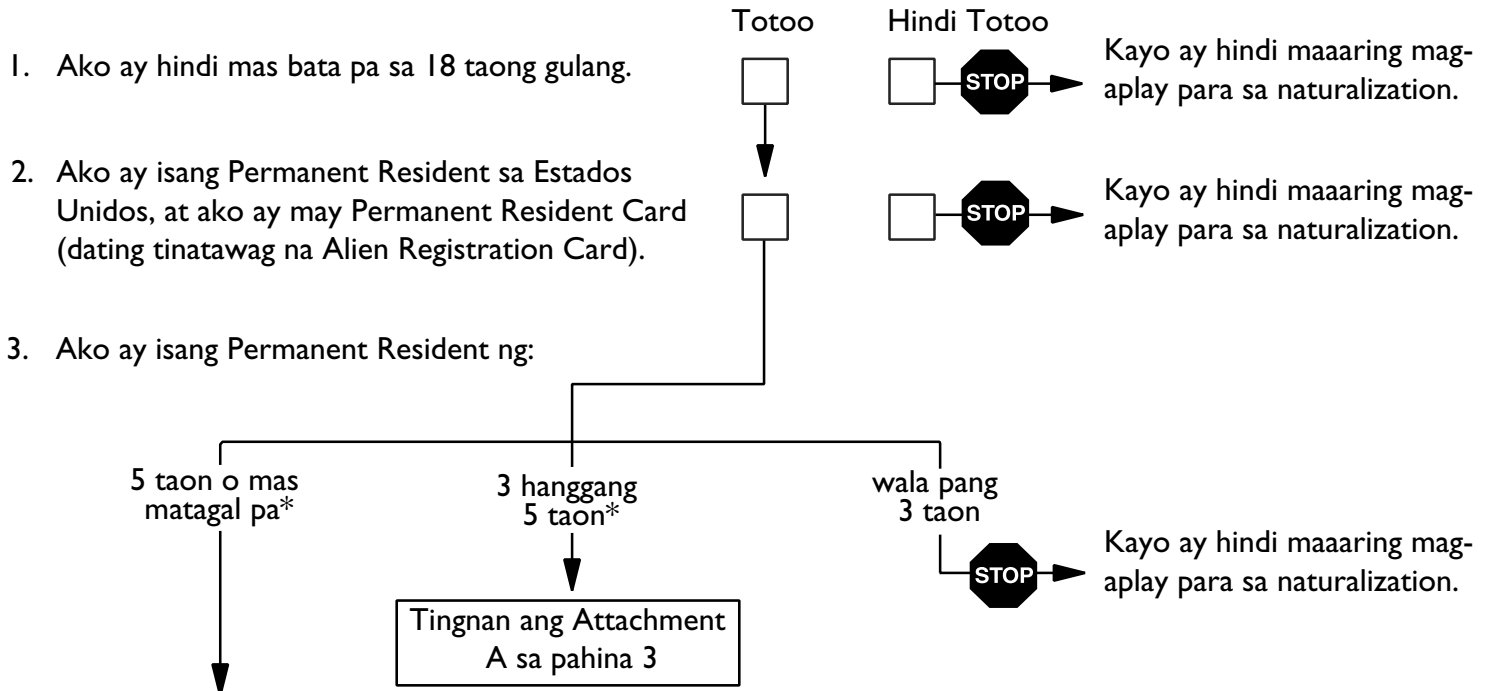 Totoo Hindi Totoo
1. Ako ay hindi mas bata pa sa 18 taong gulang.
STOP
Kayo ay hindi maaaring mag-
aplay para sa naturalization.
2. Ako ay isang Permanent Resident sa Estados
Unidos, at ako ay may Permanent Resident Card
(dating tinatawag na Alien Registration Card).
STOP
Kayo ay hindi maaaring mag-
aplay para sa naturalization.
3. Ako ay isang Permanent Resident ng:
5 taon o mas
matagal pa*
3 hanggang
5 taon*
wala pang
3 taon
STOP
Kayo ay hindi maaaring mag-
aplay para sa naturalization.
Tingnan ang Attachment
A sa pahina 3